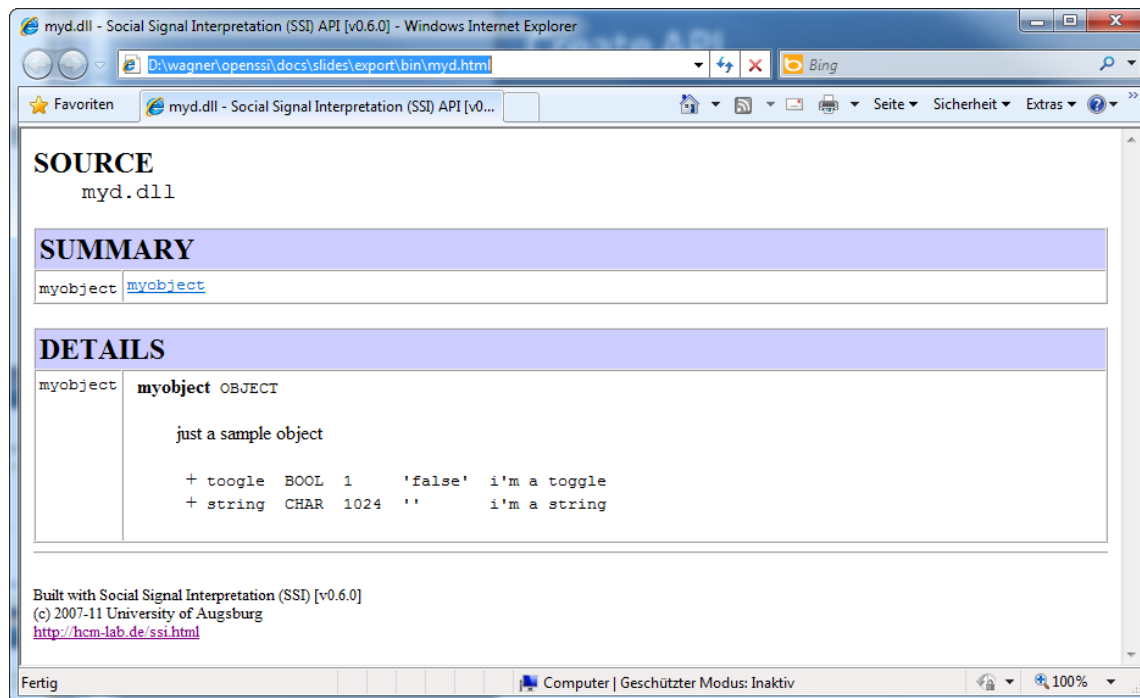 myd.dll - Social Signal Interpretation (SSI) API [v0.6.0] - Windows Internet Explorer
Create API
D:\wagner\openssi\docs\slides\export\bin\myd.html
Bing
Favoriten
myd.dll - Social Signal Interpretation (SSI) API [v0...
Seite
Sicherheit
Extras
SOURCE
myd.dll
SUMMARY
myobject myobject
DETAILS
myobject myobject OBJECT
just a sample object
+ toogle BOOL 1 'false' i'm a toggle
+ string CHAR 1024 '' i'm a string
Built with Social Signal Interpretation (SSI) [v0.6.0]
(c) 2007-11 University of Augsburg
http://hcm-lab.de/ssi.html
Fertig
Computer | Geschützter Modus: Inaktiv
100%